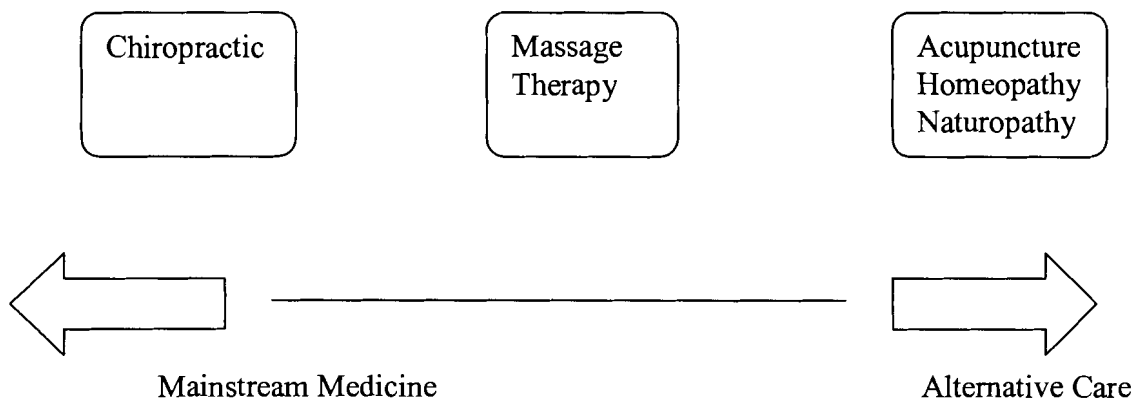 Chiropractic
Massage
Therapy
Acupuncture
Homeopathy
Naturopathy
Mainstream Medicine
Alternative Care